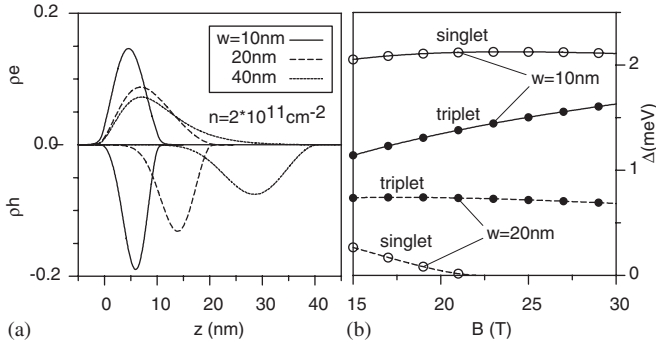 0.2
ρe
w=10nm
20nm
40nm
n=2*10^11cm^-2
0.0
ρh
-0.2
0 10 20 30 40
(a)
z (nm)
B
singlet
w=10nm
triplet
triplet
w=20nm
singlet
2
1
0
Δ(meV)
15 20 25 30
(b)
B (T)